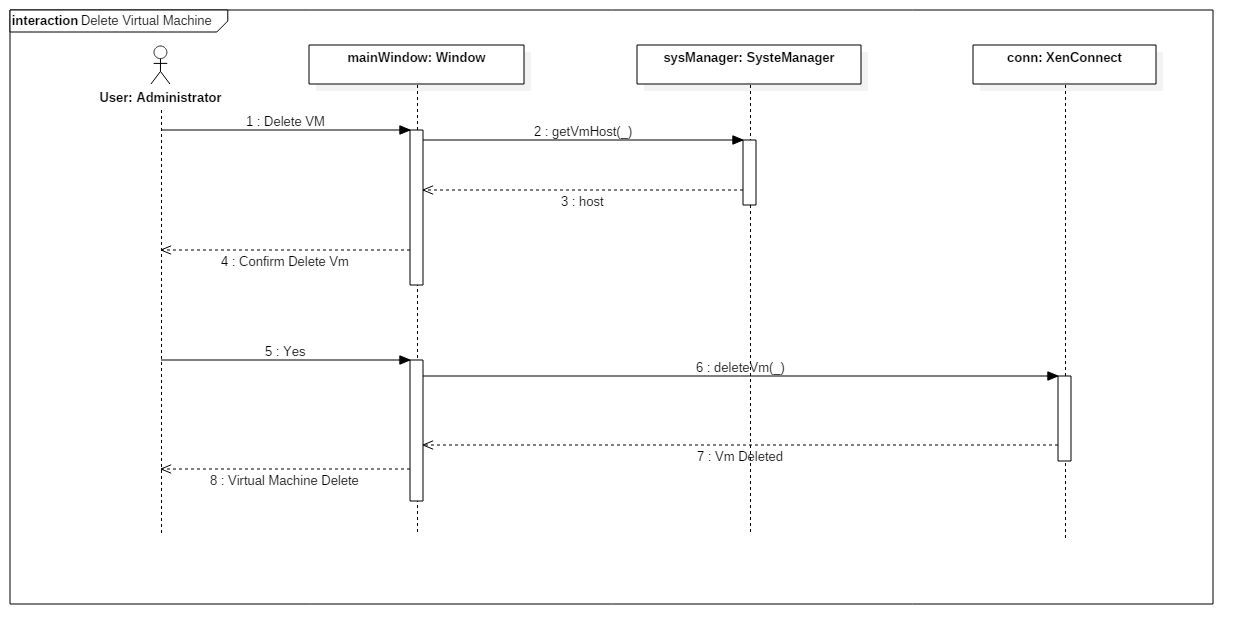 interaction Delete Virtual Machine
mainWindow: Window
sysManager: SysteManager
conn: XenConnect
User: Administrator
1 : Delete VM
2 : getVmHost(_)
3 : host
4 : Confirm Delete Vm
5 : Yes
6 : deleteVm(_)
7 : Vm Deleted
8 : Virtual Machine Delete